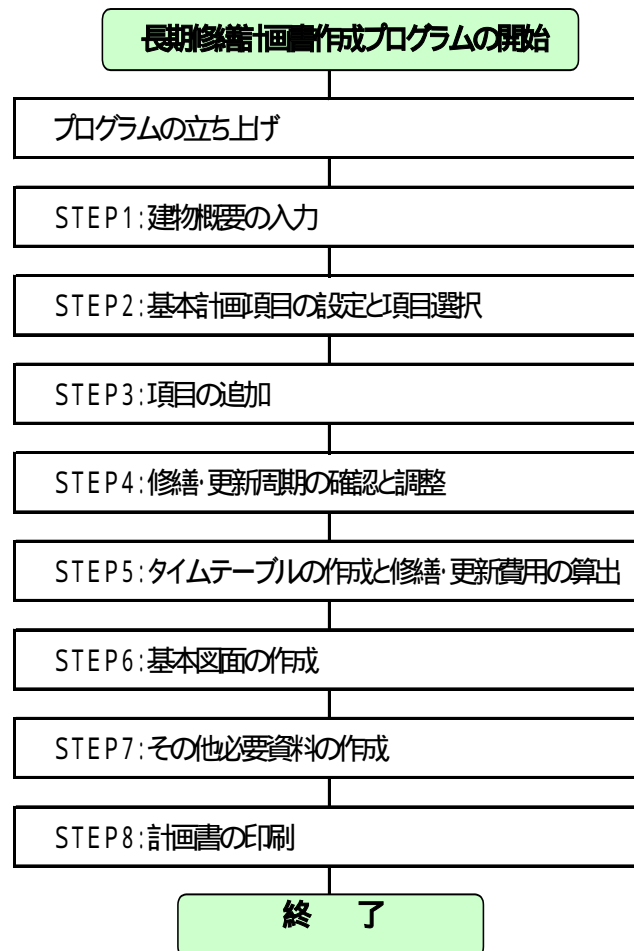 長期修繕計画書作成プログラムの開始
プログラムの立ち上げ
STEP1:建物概要の入力
STEP2:基本計画項目の設定と項目選択
STEP3:項目の追加
STEP4:修繕・更新周期の確認と調整
STEP5:タイムテーブルの作成と修繕・更新費用の算出
STEP6:基本図面の作成
STEP7:その他必要資料の作成
STEP8:計画書の印刷
終　了